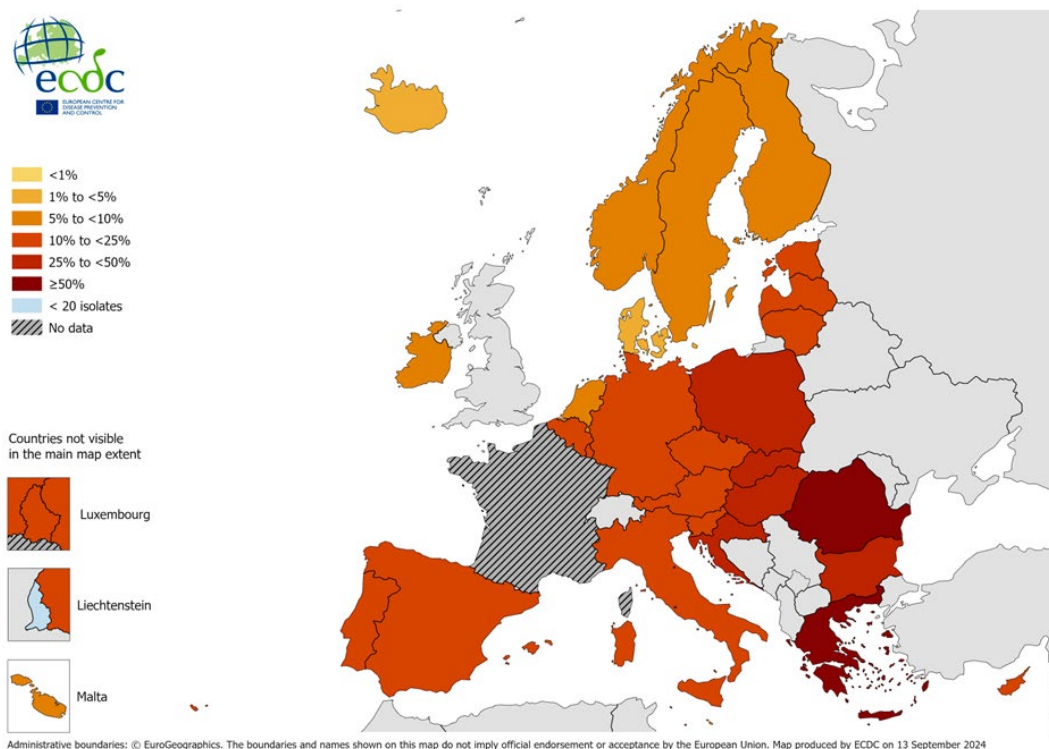 ecdc
EUROPEAN CENTRE FOR
DISEASE PREVENTION
AND CONTROL
<1%
1% to <5%
5% to <10%
10% to <25%
25% to <50%
≥50%
< 20 isolates
No data
Countries not visible
in the main map extent
Luxembourg
Liechtenstein
Malta
Administrative boundaries: © EuroGeographics. The boundaries and names shown on this map do not imply official endorsement or acceptance by the European Union. Map produced by ECDC on 13 September 2024